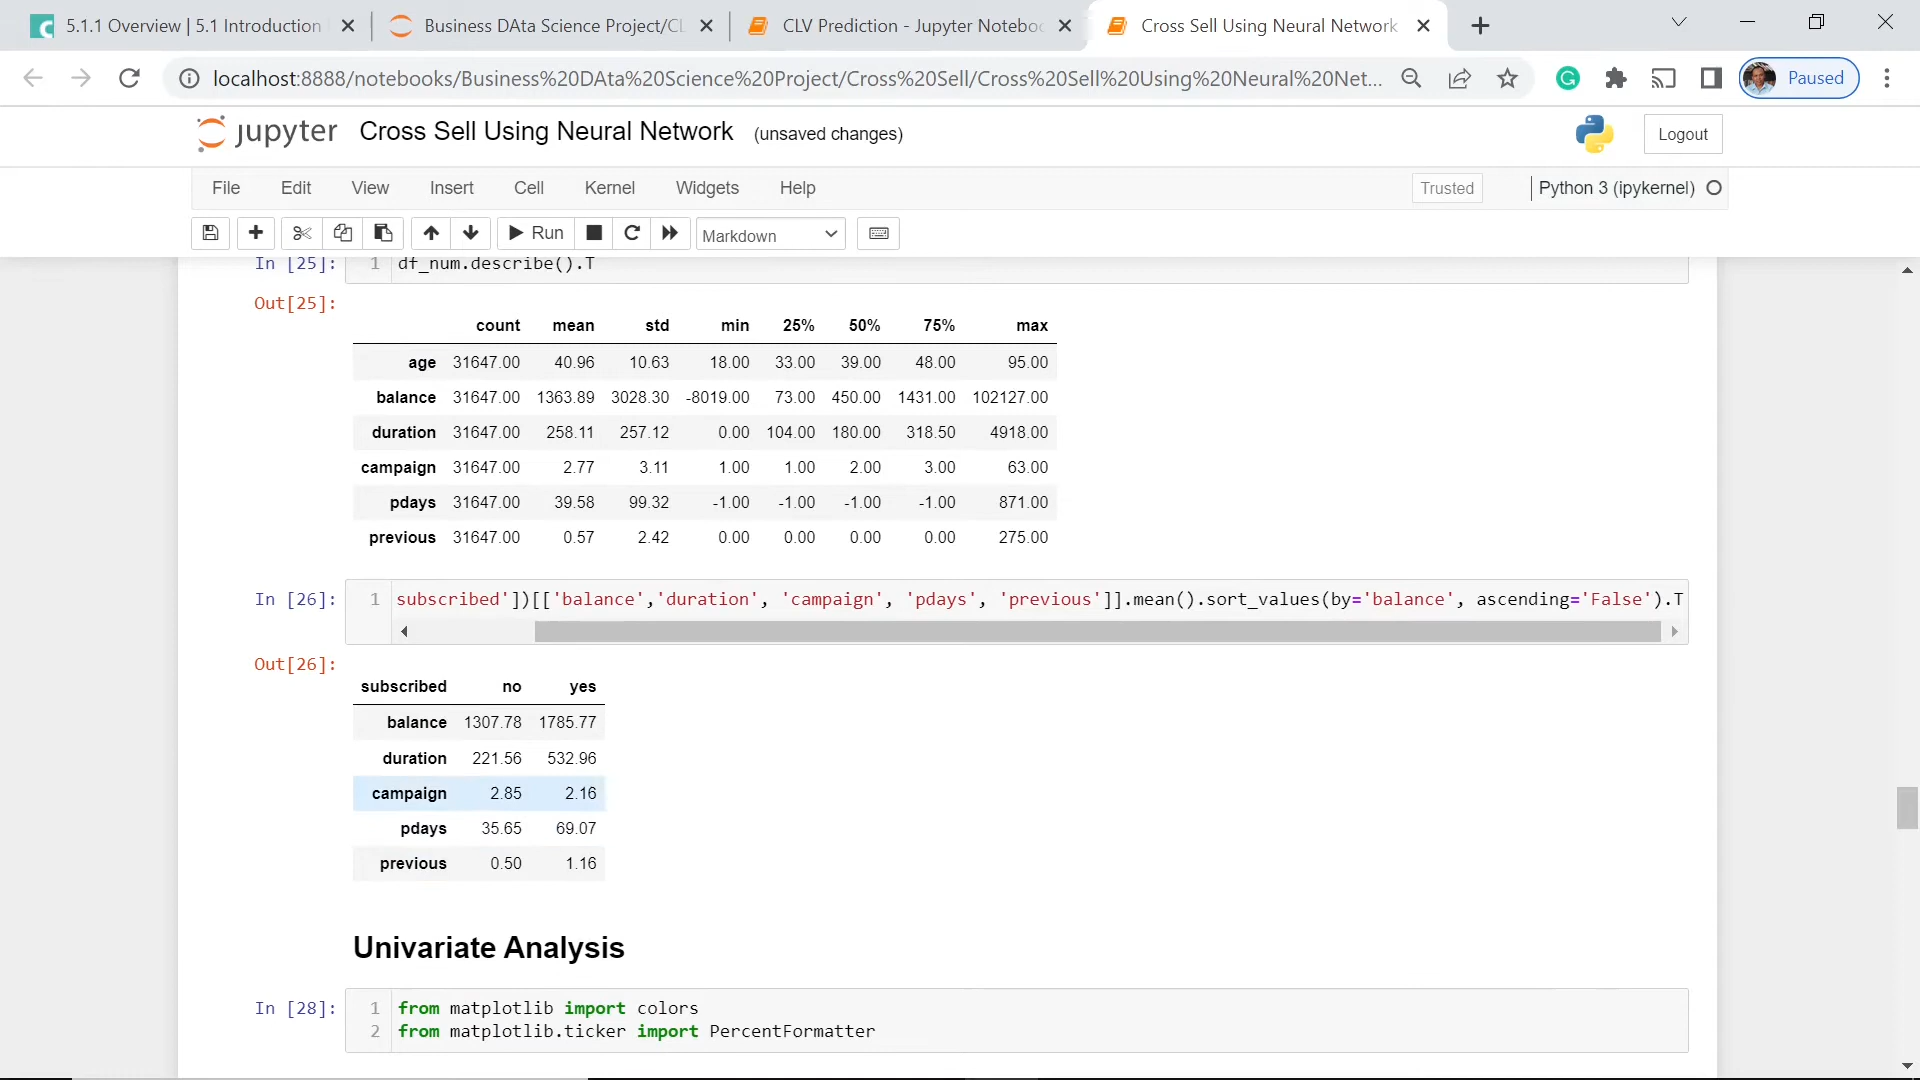 5.1.1 Overview | 5.1 Introduction
Business DAta Science Project/CL
CLV Prediction - Jupyter Noteboo
Cross Sell Using Neural Network
localhost:8888/notebooks/Business%20DAta%20Science%20Project/Cross%20Sell/Cross%20Sell%20Using%20Neural%20Net...
Paused
jupyter Cross Sell Using Neural Network (unsaved changes)
Logout
File Edit View Insert Cell Kernel Widgets Help
Trusted
Python 3 (ipykernel)
Run
Markdown
In [25]: 1 df_num.describe().T
Out[25]:
count mean std min 25% 50% 75% max
age 31647.00 40.96 10.63 18.00 33.00 39.00 48.00 95.00
balance 31647.00 1363.89 3028.30 -8019.00 73.00 450.00 1431.00 102127.00
duration 31647.00 258.11 257.12 0.00 104.00 180.00 318.50 4918.00
campaign 31647.00 2.77 3.11 1.00 1.00 2.00 3.00 63.00
pdays 31647.00 39.58 99.32 -1.00 -1.00 -1.00 -1.00 871.00
previous 31647.00 0.57 2.42 0.00 0.00 0.00 0.00 275.00
In [26]: 1 subscribed'])[['balance','duration', 'campaign', 'pdays', 'previous']].mean().sort_values(by='balance', ascending='False').T
Out[26]:
subscribed no yes
balance 1307.78 1785.77
duration 221.56 532.96
campaign 2.85 2.16
pdays 35.65 69.07
previous 0.50 1.16
Univariate Analysis
In [28]: 1 from matplotlib import colors
2 from matplotlib.ticker import PercentFormatter